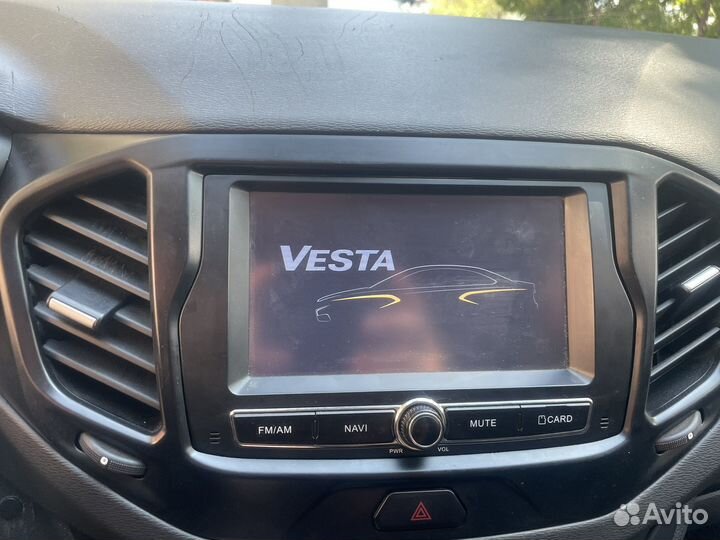 VESTA
FM/AM
NAVI
MUTE
CARD
PWR
VOL
Avito